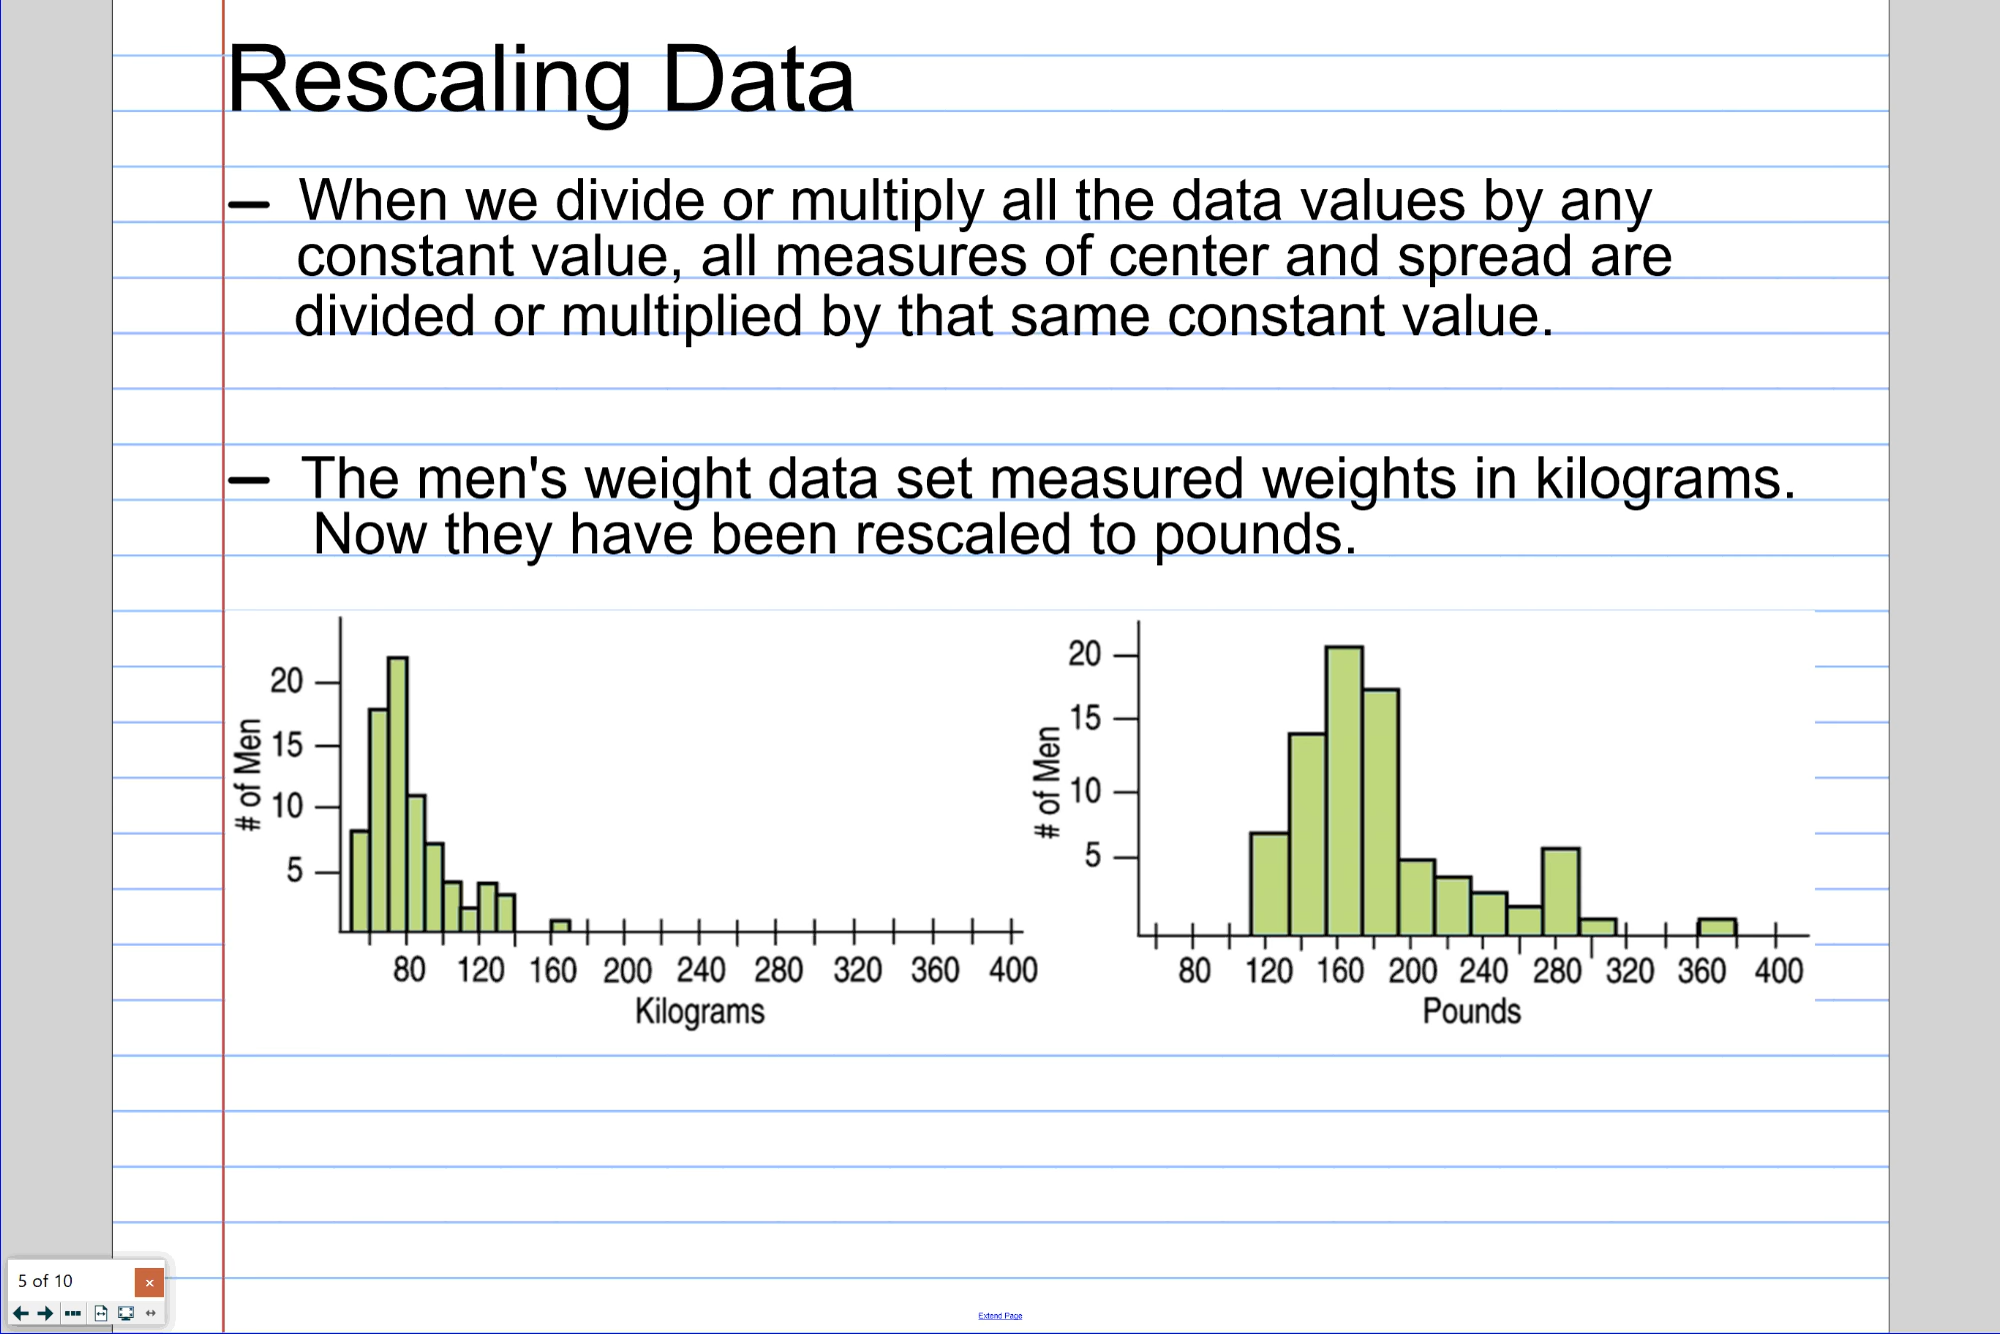 Rescaling Data
– When we divide or multiply all the data values by any
constant value, all measures of center and spread are
divided or multiplied by that same constant value.
– The men's weight data set measured weights in kilograms.
Now they have been rescaled to pounds.
# of Men
20
15
10
5
80 120 160 200 240 280 320 360 400
Kilograms
# of Men
20
15
10
5
80 120 160 200 240 280 320 360 400
Pounds
5 of 10
Extend Page